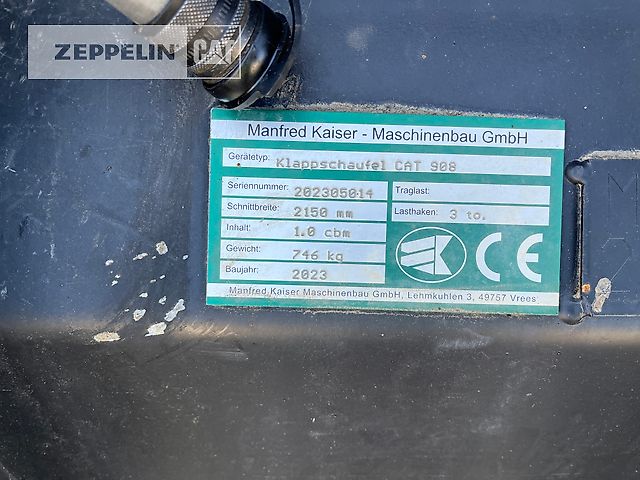 ZEPPELIN CAT
Manfred Kaiser - Maschinenbau GmbH
Gerätetyp: Klappschaufel CAT 908
Seriennummer: 202305014
Traglast:
Schnittbreite: 2150 mm
Lasthaken: 3 to.
Inhalt: 1.0 cbm
Gewicht: 746 kg
Baujahr: 2023
CE
Manfred Kaiser Maschinenbau GmbH, Lehmkuhlen 3, 49757 Vrees